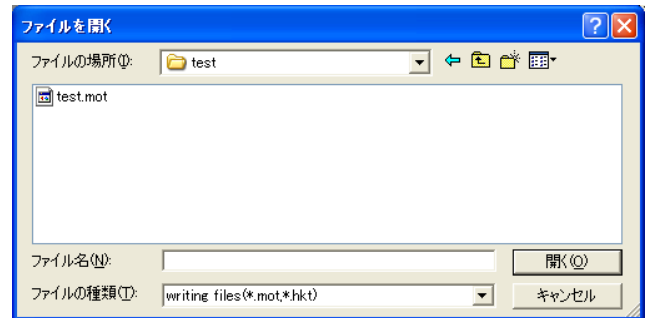 ファイルを開く
ファイルの場所(I): test
test.mot
ファイル名(N): 開く(O)
ファイルの種類(T): writing files(*.mot,*.hkt) キャンセル